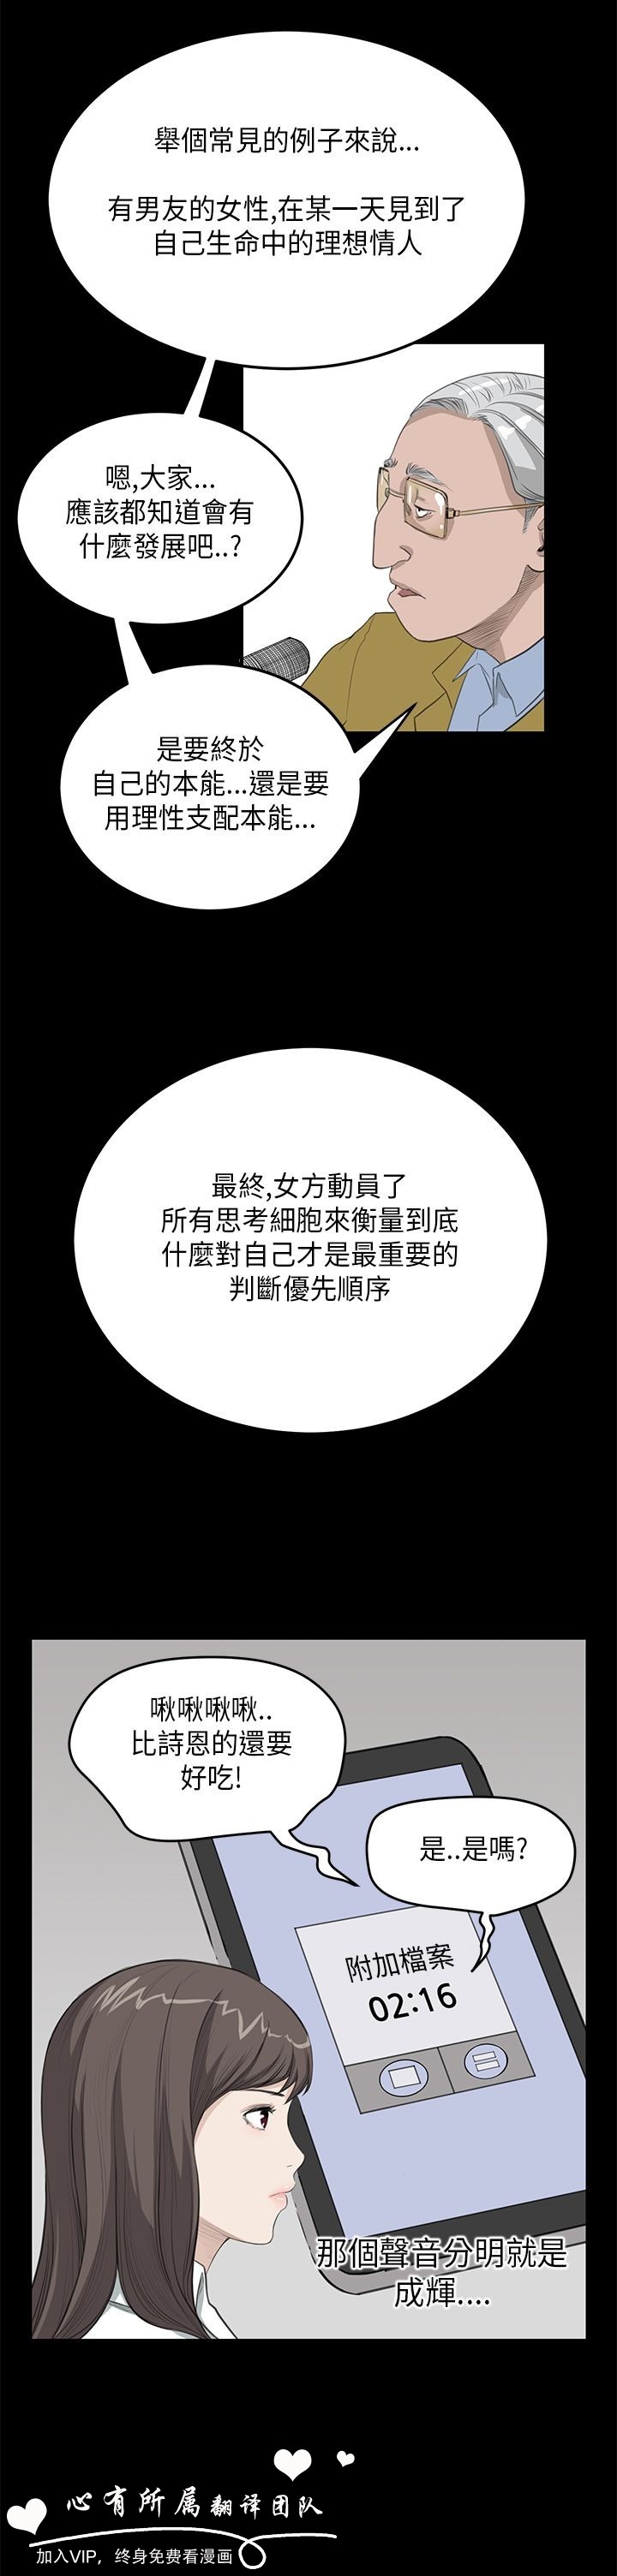 舉個常見的例子來說...
有男友的女性,在某一天見到了
自己生命中的理想情人
嗯,大家...
應該都知道會有
什麼發展吧..?
是要終於
自己的本能...還是要
用理性支配本能...
最終,女方動員了
所有思考細胞來衡量到底
什麼對自己才是最重要的
判斷優先順序
啾啾啾啾..
比詩恩的還要
好吃!
是..是嗎?
附加檔案
02:16
那個聲音分明就是
成輝....
心有所属翻译团队
加入VIP，终身免费看漫画